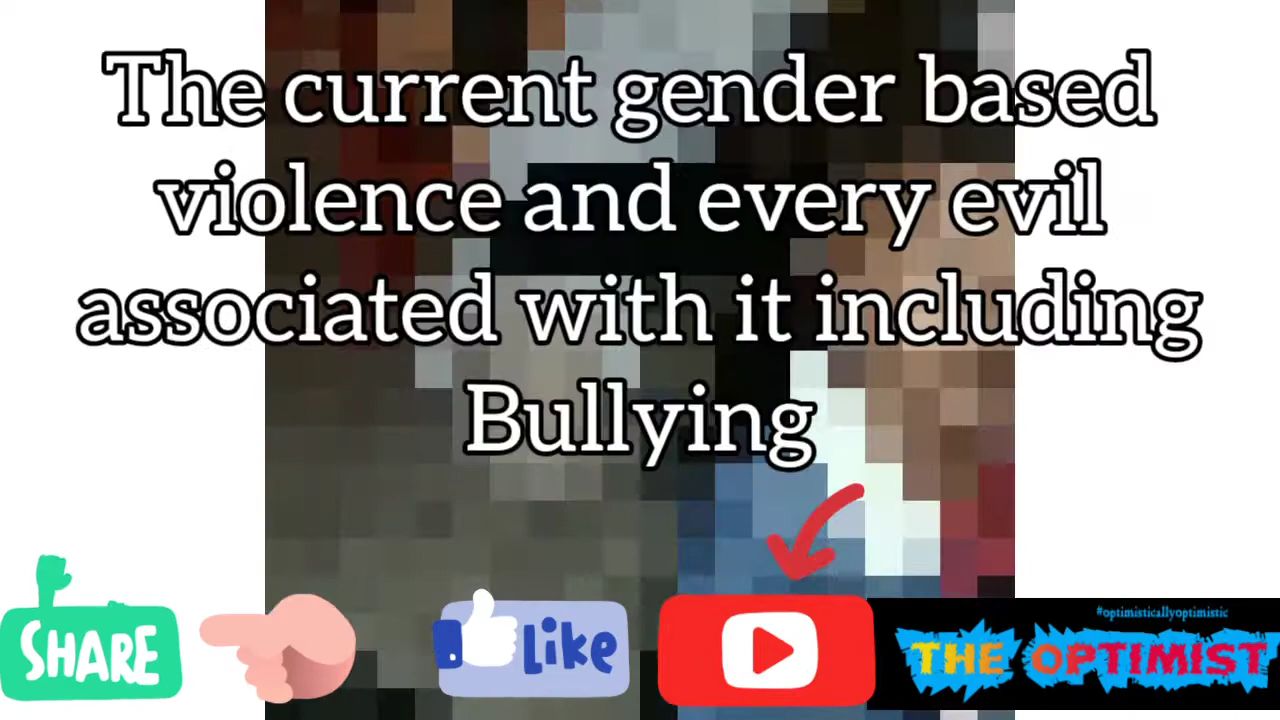 The current gender based
violence and every evil
associated with it including
Bullying
SHARE
Like
#optimisticallyoptimistic
THE OPTIMIST